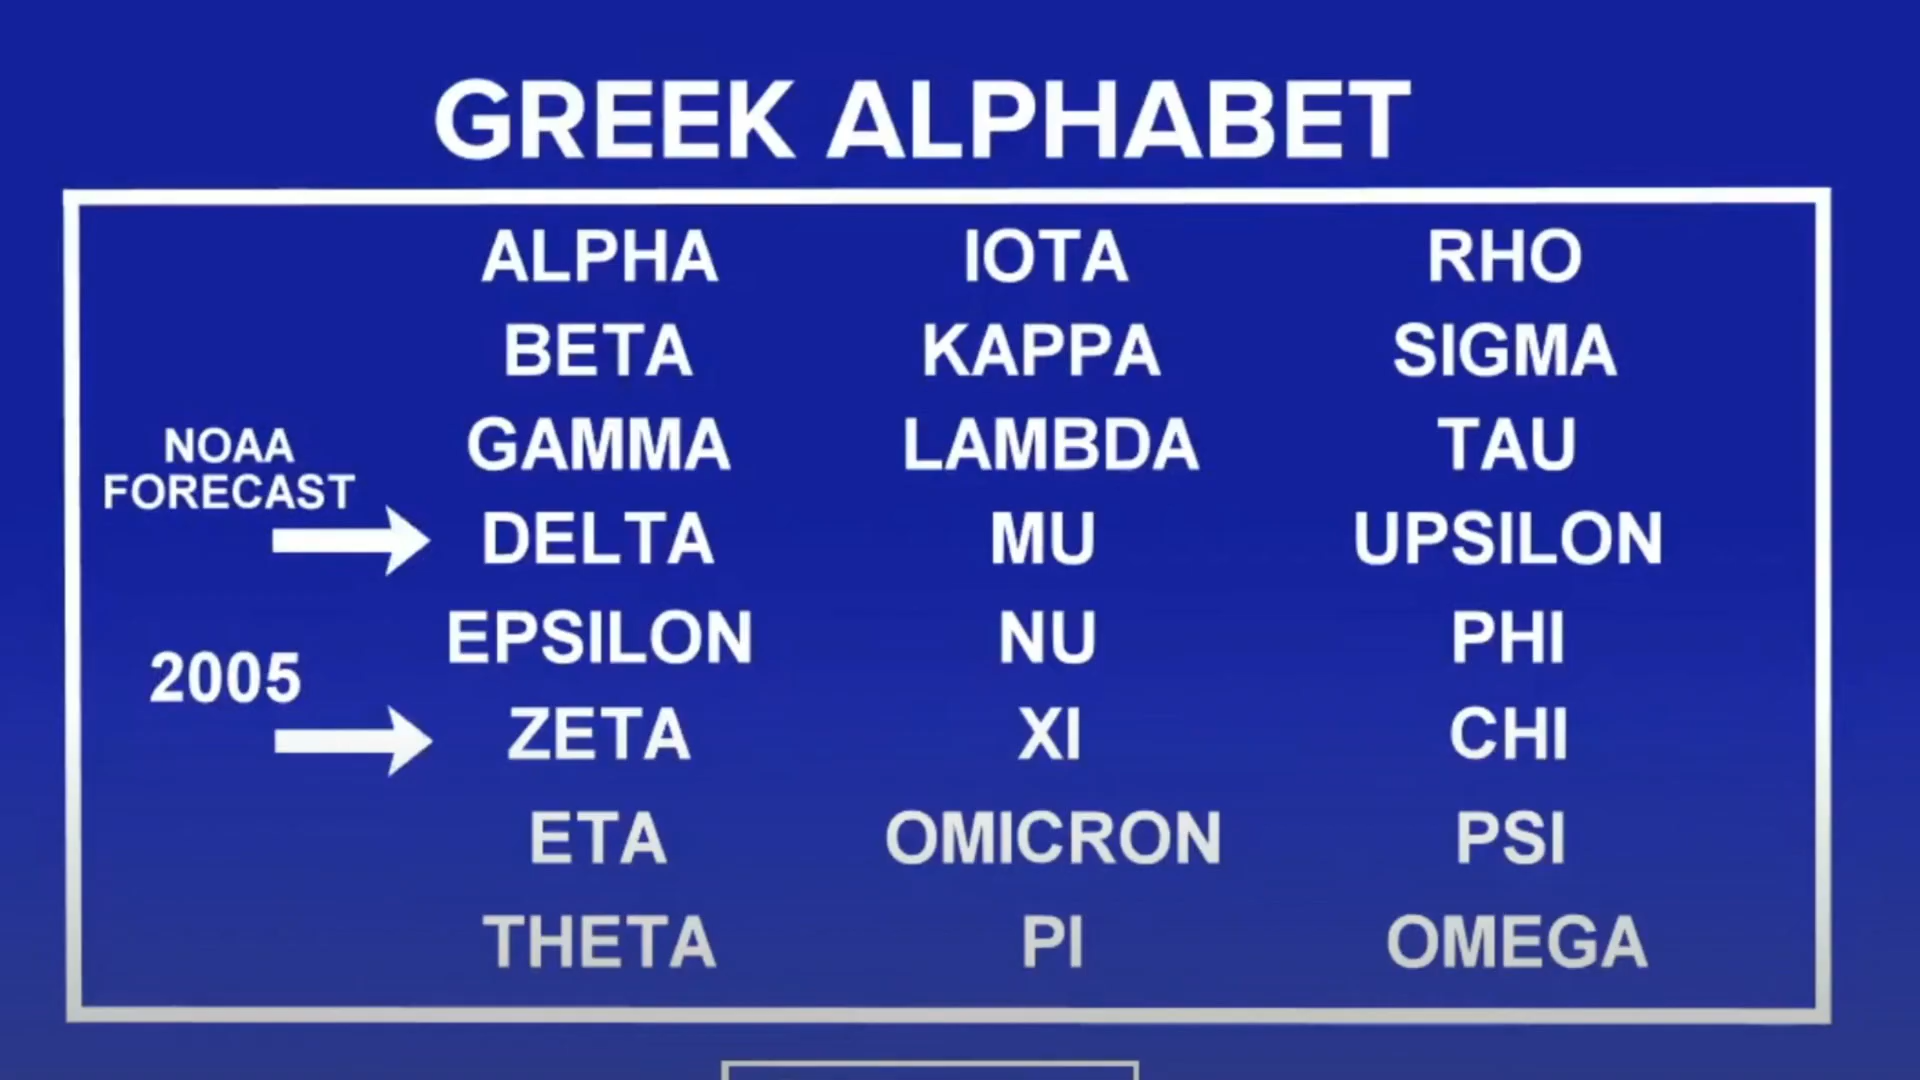 GREEK ALPHABET
ALPHA IOTA RHO
BETA KAPPA SIGMA
GAMMA LAMBDA TAU
NOAA
FORECAST
DELTA MU UPSILON
EPSILON NU PHI
2005
ZETA XI CHI
ETA OMICRON PSI
THETA PI OMEGA